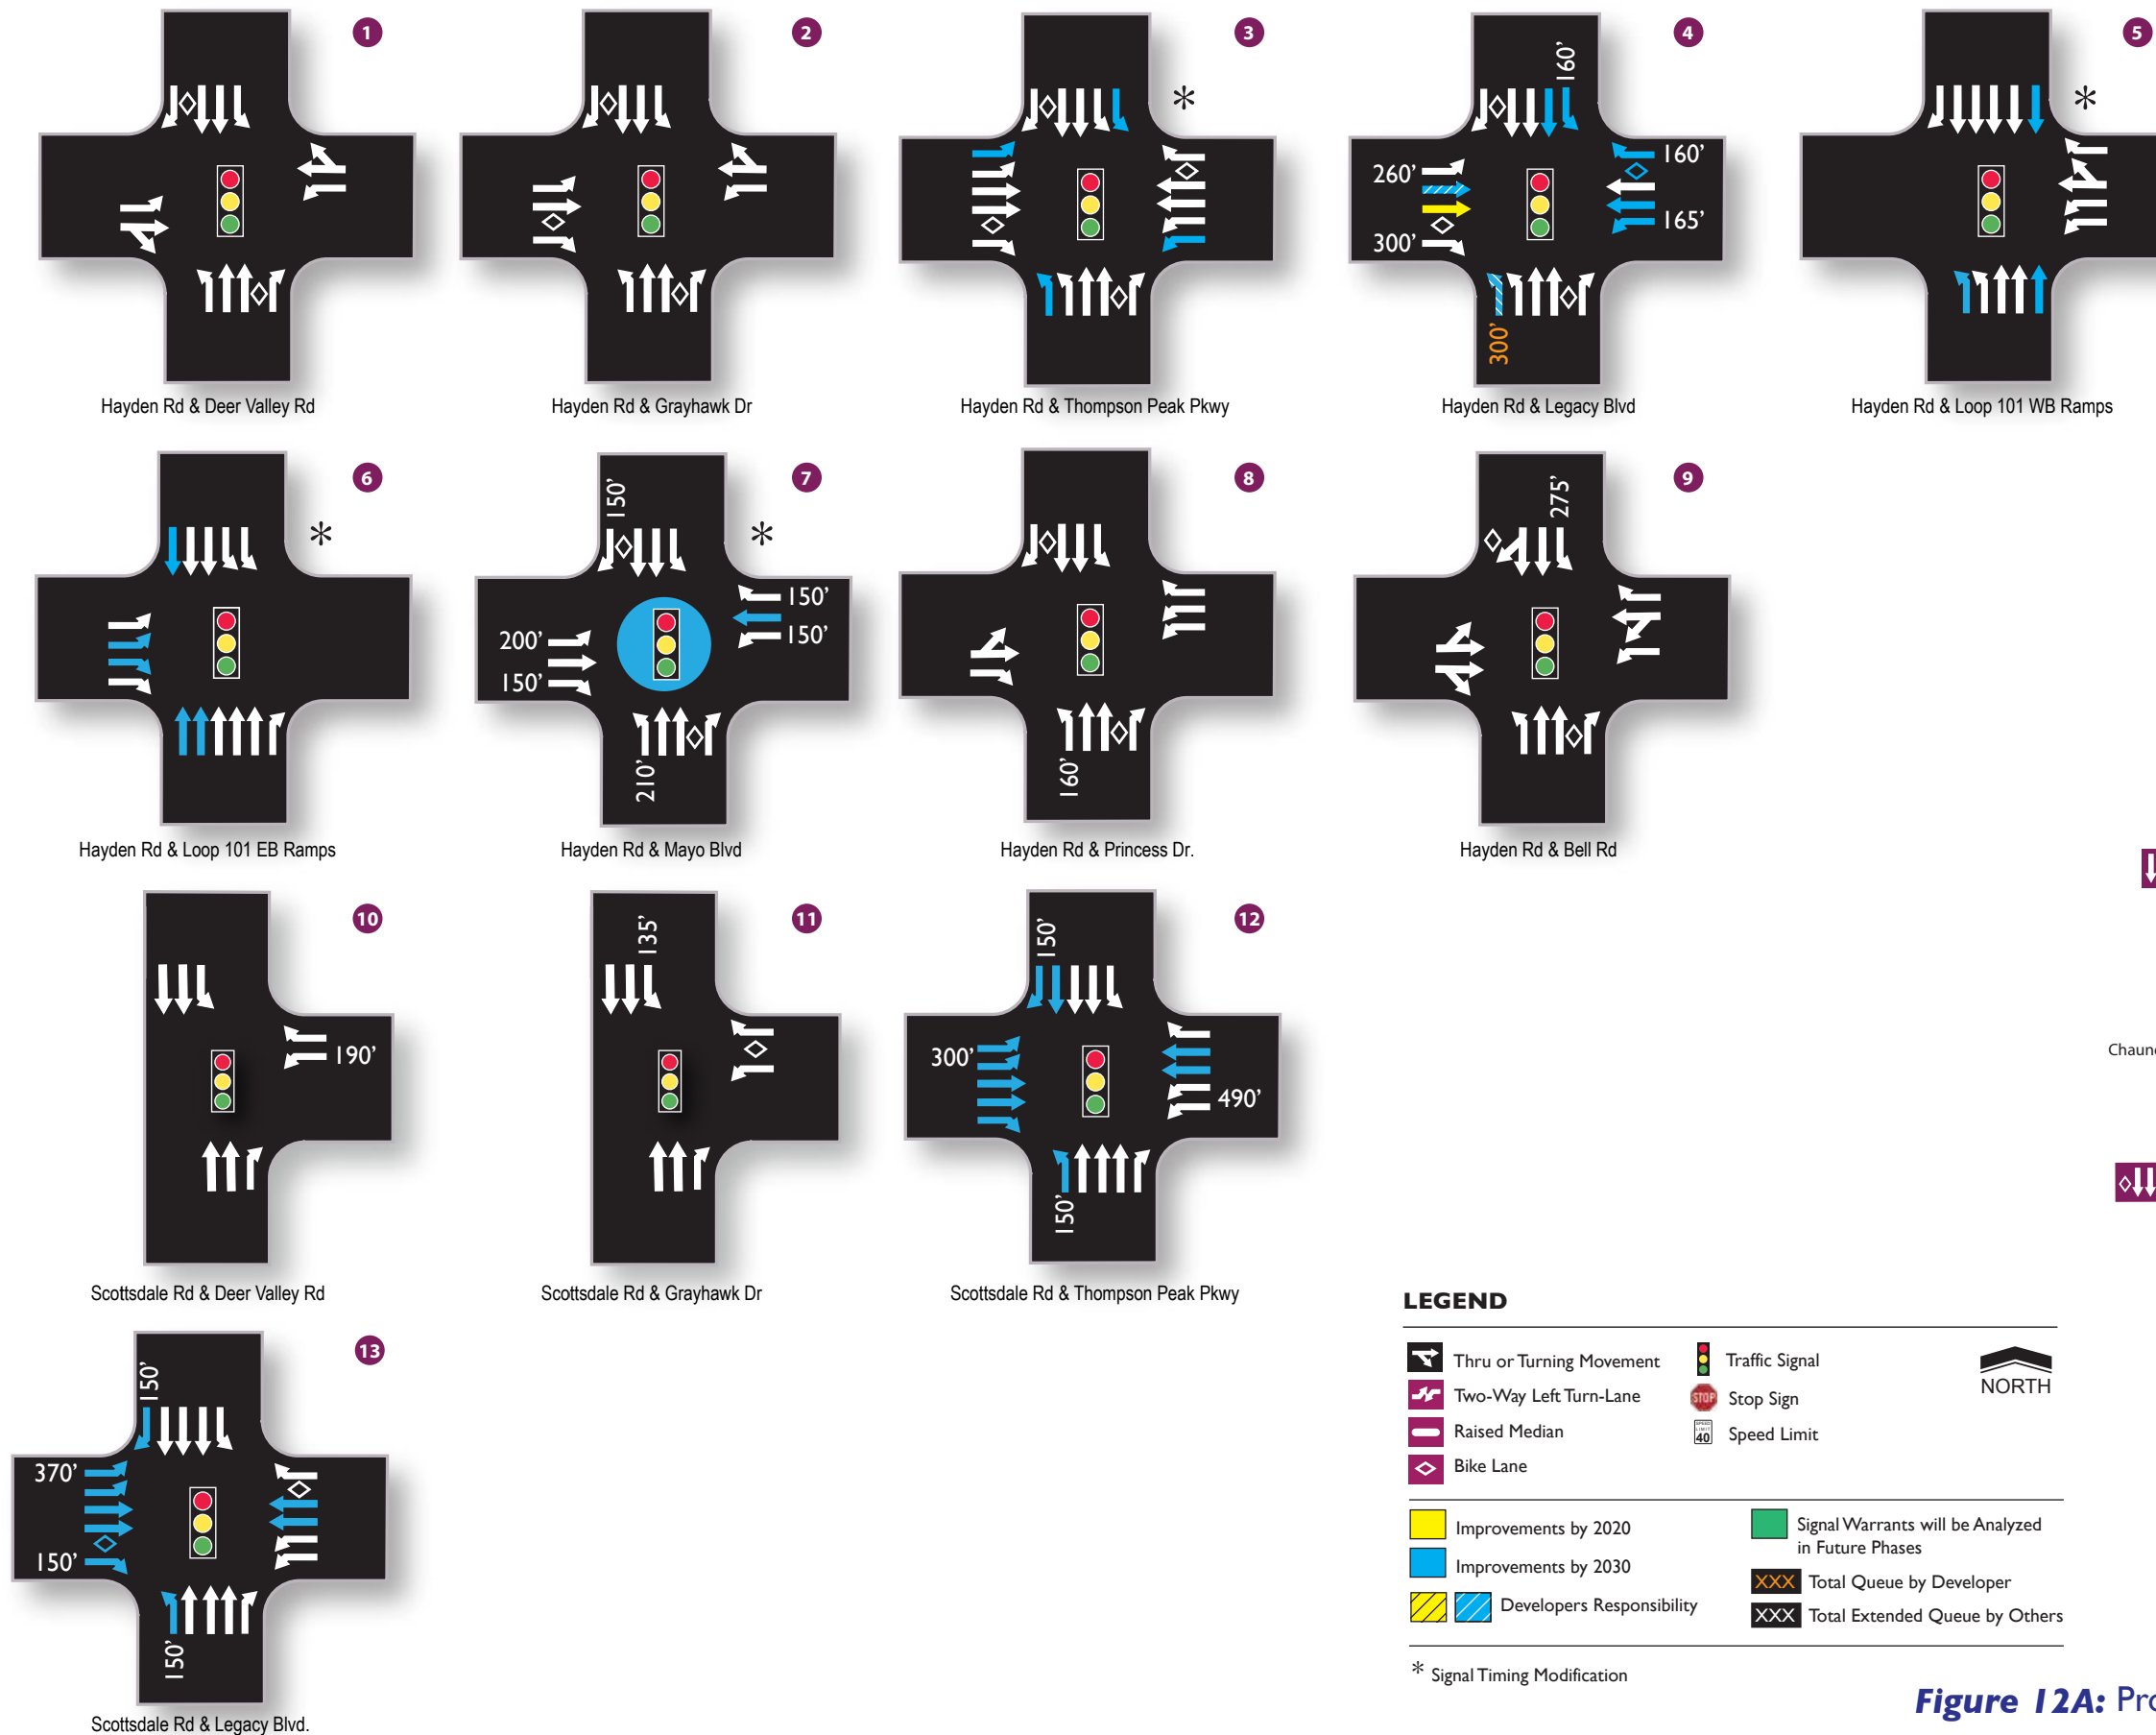 1
2
3
4
5
*
160’
*
260’
160’
165’
300’
300’
Hayden Rd & Deer Valley Rd
Hayden Rd & Grayhawk Dr
Hayden Rd & Thompson Peak Pkwy
Hayden Rd & Legacy Blvd
Hayden Rd & Loop 101 WB Ramps
6
7
8
9
*
150’
*
275’
150’
150’
200’
150’
210’
160’
Hayden Rd & Loop 101 EB Ramps
Hayden Rd & Mayo Blvd
Hayden Rd & Princess Dr.
Hayden Rd & Bell Rd
10
11
12
190’
135’
150’
300’
490’
150’
Scottsdale Rd & Deer Valley Rd
Scottsdale Rd & Grayhawk Dr
Scottsdale Rd & Thompson Peak Pkwy
13
150’
370’
150’
150’
Scottsdale Rd & Legacy Blvd.
LEGEND
Thru or Turning Movement
Two-Way Left Turn-Lane
Raised Median
Bike Lane
Traffic Signal
STOP Stop Sign
SPEED LIMIT 40 Speed Limit
NORTH
Improvements by 2020
Improvements by 2030
Developers Responsibility
Signal Warrants will be Analyzed
in Future Phases
XXX Total Queue by Developer
XXX Total Extended Queue by Others
* Signal Timing Modification
Figure 12A: